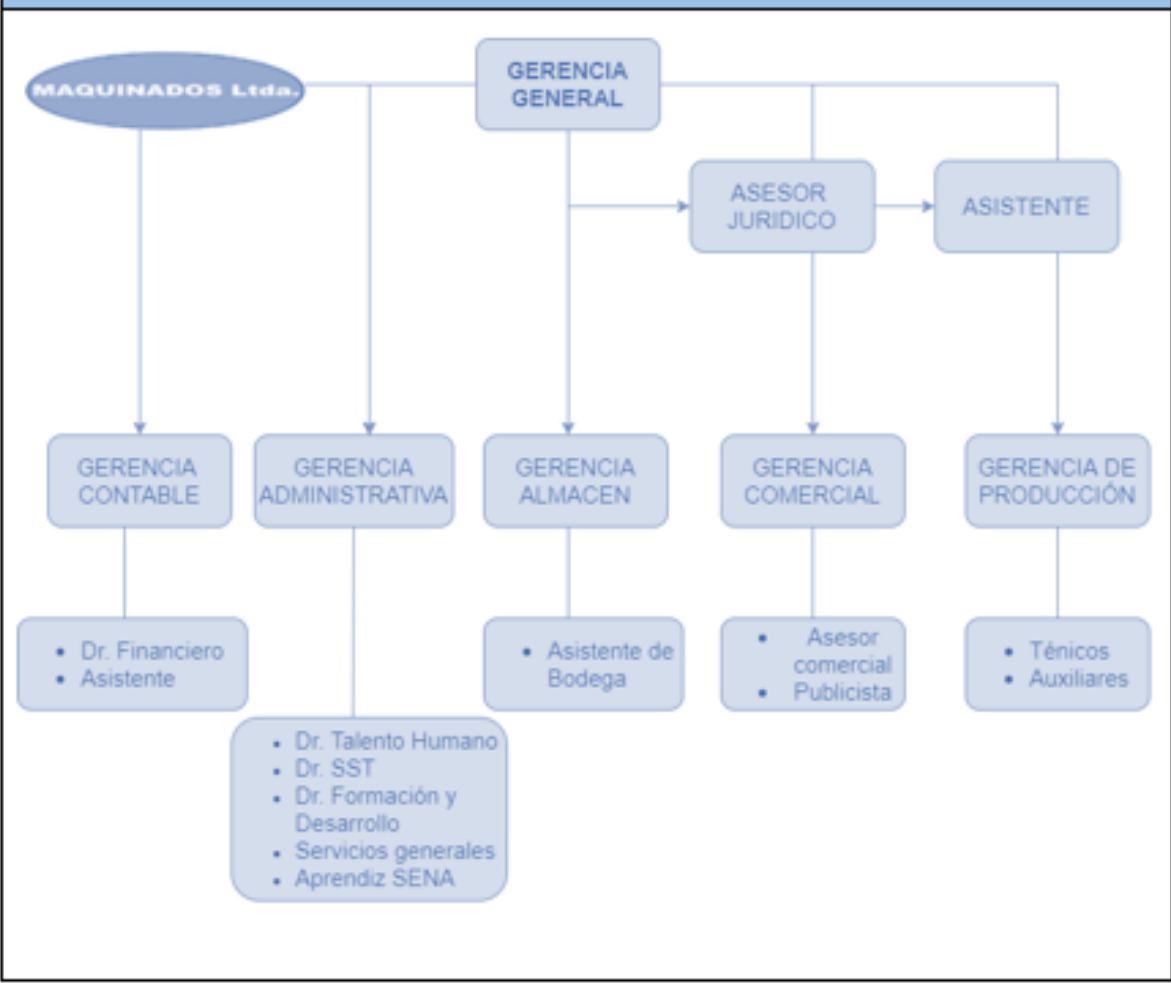 MAQUINADOS Ltda.
GERENCIA
GENERAL
ASESOR
JURIDICO
ASISTENTE
GERENCIA
CONTABLE
GERENCIA
ADMINISTRATIVA
GERENCIA
ALMACEN
GERENCIA
COMERCIAL
GERENCIA DE
PRODUCCIÓN
• Dr. Financiero
• Asistente
• Asistente de
Bodega
• Asesor
comercial
• Publicista
• Ténicos
• Auxiliares
• Dr. Talento Humano
• Dr. SST
• Dr. Formación y
Desarrollo
• Servicios generales
• Aprendiz SENA